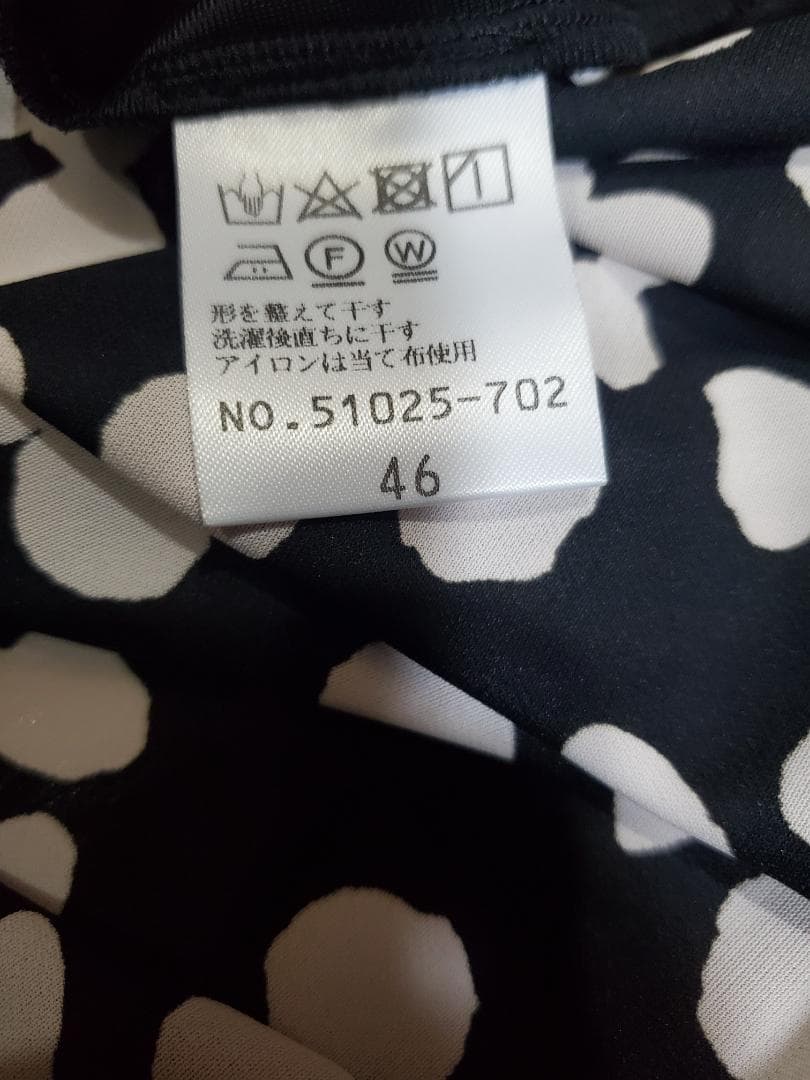 F W
形を整えて干す
洗濯後直ちに干す
アイロンは当て布使用
NO.51025-702
46